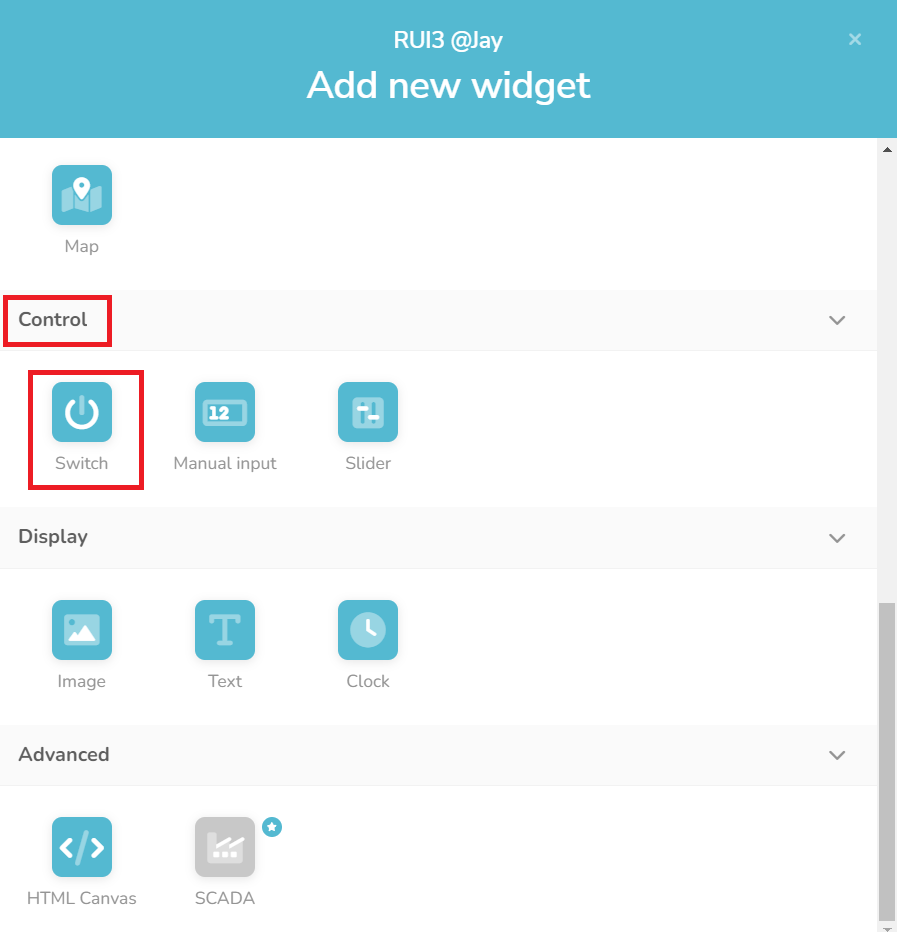 RUI3 @Jay
Add new widget
Map
Control
12
Switch Manual input Slider
Display
Image Text Clock
Advanced
HTML Canvas SCADA